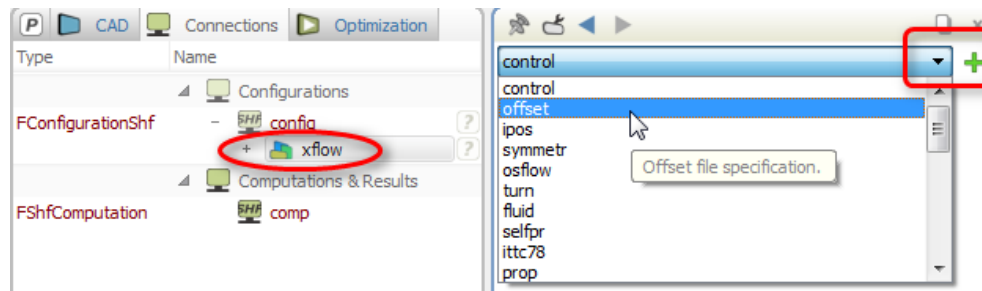 P CAD Connections Optimization
Type Name
Configurations
FConfigurationShf SHF config ?
xflow ?
Computations & Results
FShfComputation SHF comp
control
control
offset
ipos
symmetr
Offset file specification.
osflow
turn
fluid
selfpr
ittc78
prop